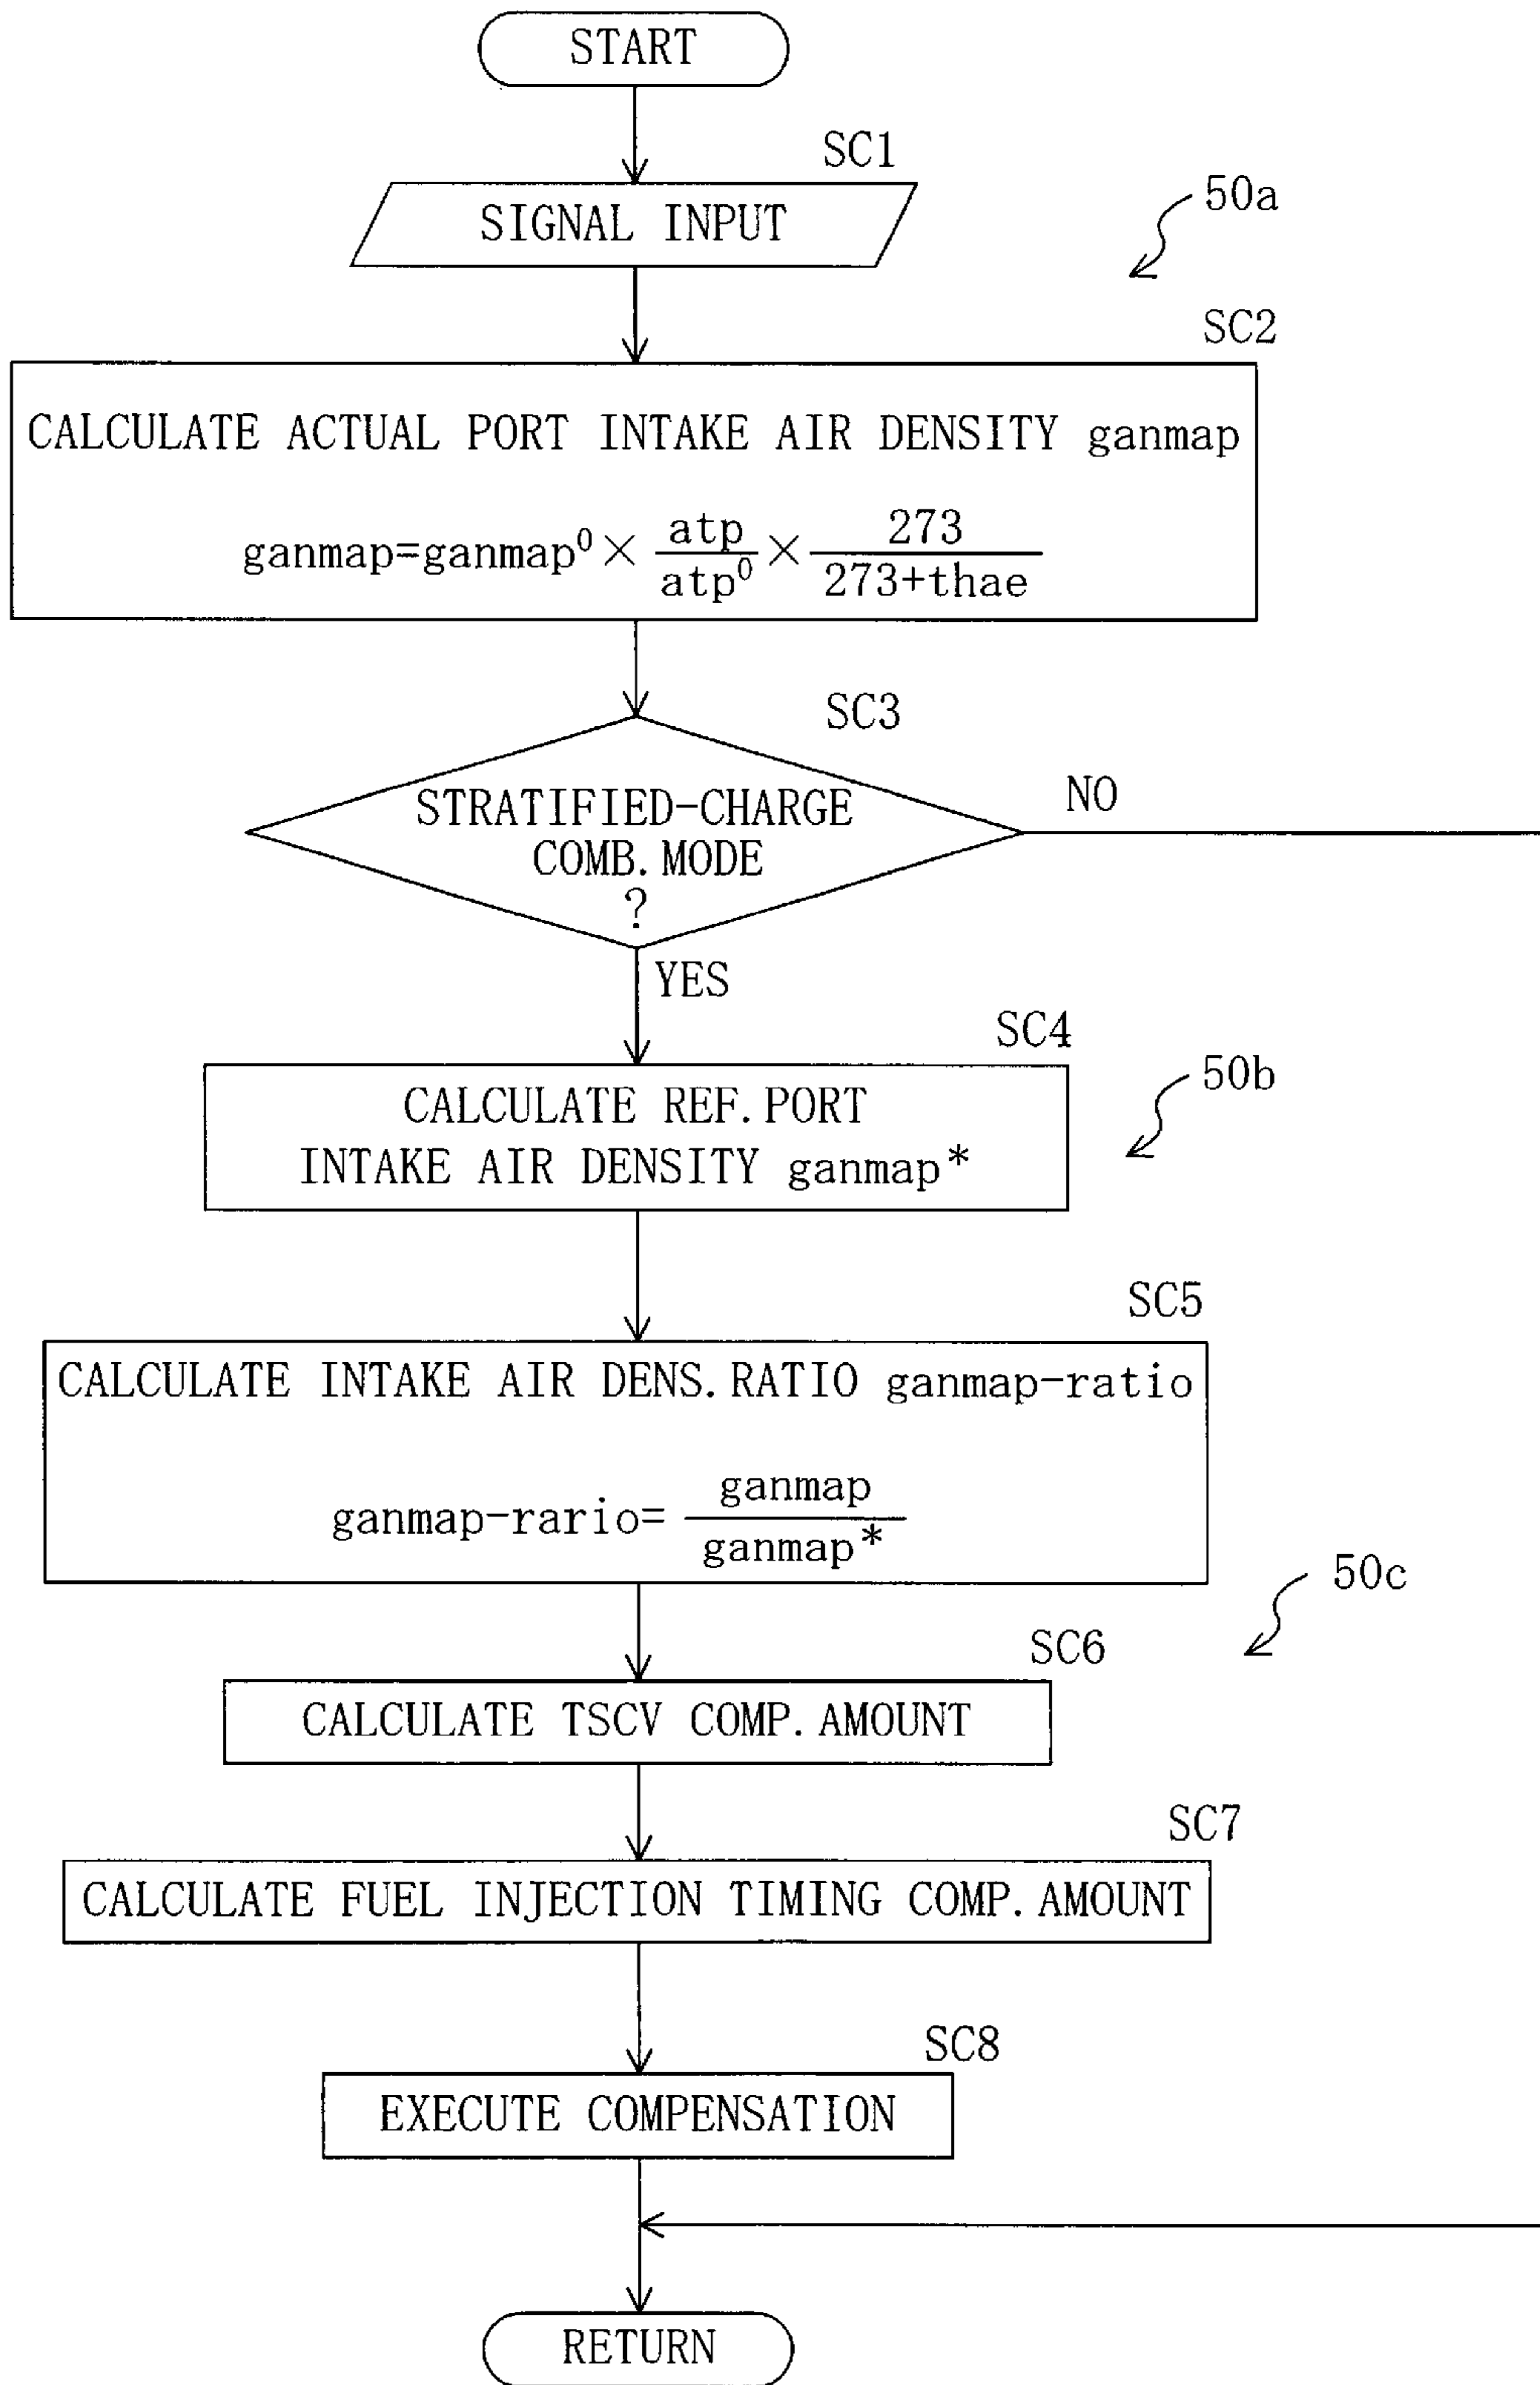 START
SC1
SIGNAL INPUT
50a
SC2
CALCULATE ACTUAL PORT INTAKE AIR DENSITY ganmap
ganmap=ganmap⁰ × atp/atp⁰ × 273/273+thae
SC3
STRATIFIED-CHARGE
COMB. MODE
?
NO
YES
SC4
50b
CALCULATE REF. PORT
INTAKE AIR DENSITY ganmap*
SC5
CALCULATE INTAKE AIR DENS. RATIO ganmap-ratio
ganmap-rario= ganmap/ganmap*
50c
SC6
CALCULATE TSCV COMP. AMOUNT
SC7
CALCULATE FUEL INJECTION TIMING COMP. AMOUNT
SC8
EXECUTE COMPENSATION
RETURN